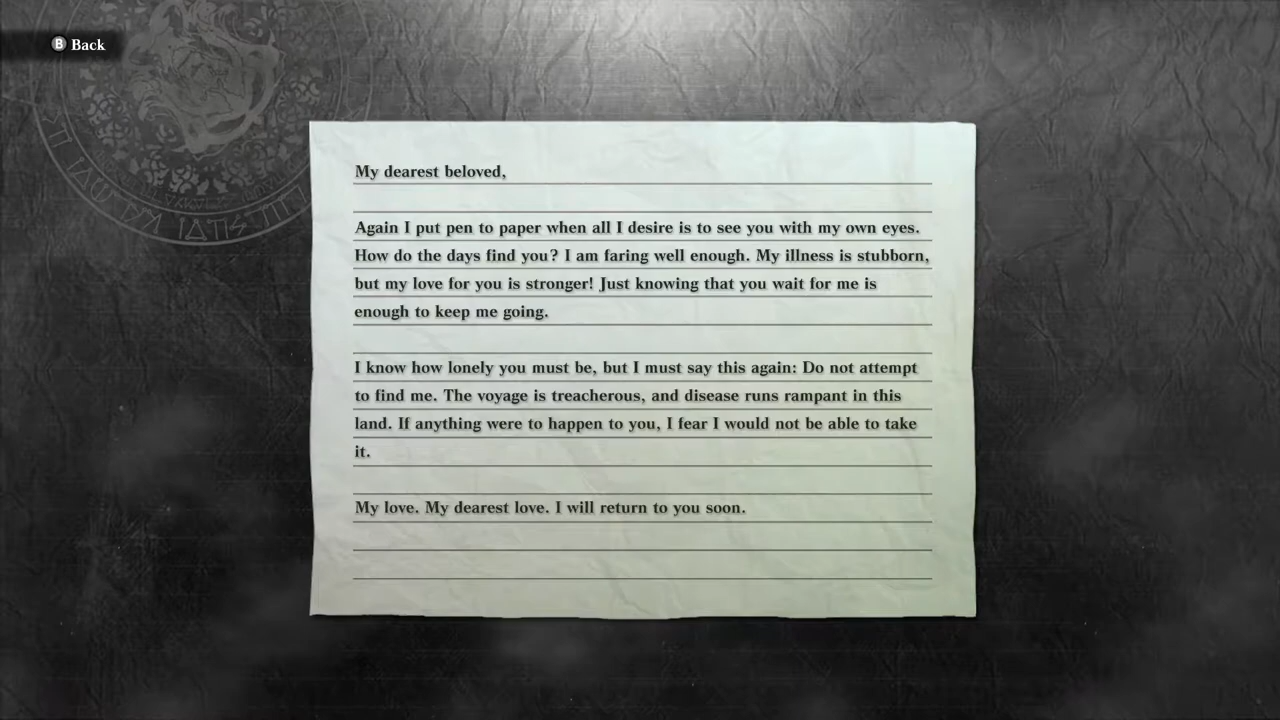 B Back
My dearest beloved,
Again I put pen to paper when all I desire is to see you with my own eyes.
How do the days find you? I am faring well enough. My illness is stubborn,
but my love for you is stronger! Just knowing that you wait for me is
enough to keep me going.
I know how lonely you must be, but I must say this again: Do not attempt
to find me. The voyage is treacherous, and disease runs rampant in this
land. If anything were to happen to you, I fear I would not be able to take
it.
My love. My dearest love. I will return to you soon.